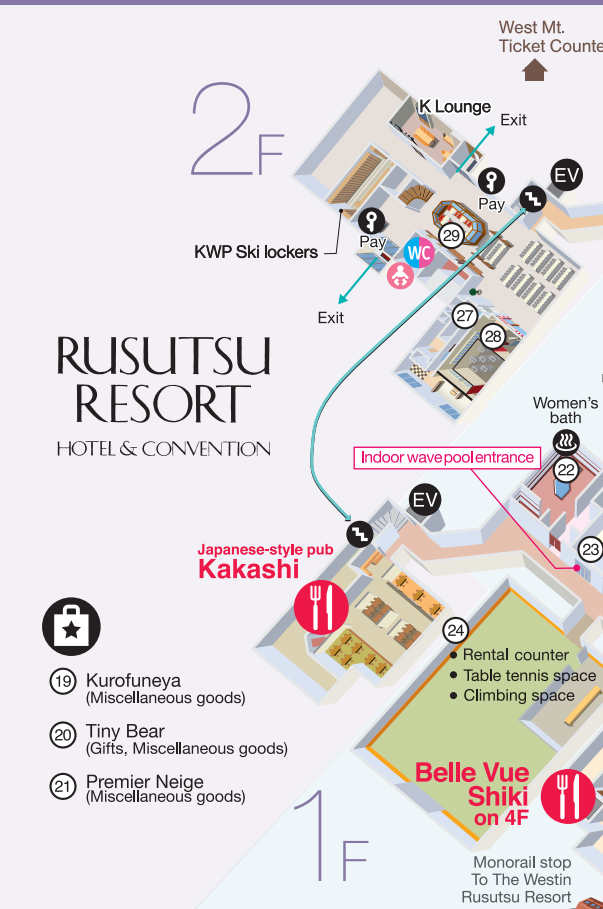 West Mt.
Ticket Counte
2F
K Lounge
Exit
EV
Pay
29
Pay
WC
KWP Ski lockers
Exit
27
28
RUSUTSU
RESORT
HOTEL & CONVENTION
Women's
bath
Indoor wave pool entrance
22
EV
23
Japanese-style pub
Kakashi
24
• Rental counter
• Table tennis space
• Climbing space
19 Kurofuneya
(Miscellaneous goods)
20 Tiny Bear
(Gifts, Miscellaneous goods)
21 Premier Neige
(Miscellaneous goods)
Belle Vue
Shiki
on 4F
1F
Monorail stop
To The Westin
Rusutsu Resort